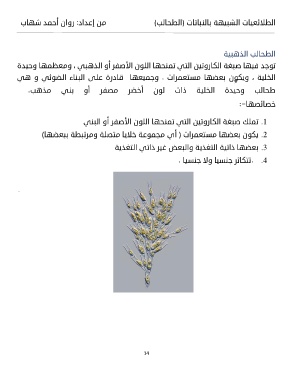 الطلائعيات الشبيهة بالنباتات (الطحالب) من إعداد: روان أحمد شهاب
الطحالب الذهبية
توجد فيها صبغة الكاروتين التي تمنحها اللون الأصفر أو الذهبي ، ومعظمها وحيدة
الخلية ، ويكون بعضها مستعمرات . وجميعها قادرة على البناء الضوئي و هي
طحالب وحيدة الخلية ذات لون أخضر مصفر أو بني مذهب.
خصائصها:-
1. تملك صبغة الكاروتين التي تمنحها اللون الأصفر أو البني
2. يكون بعضها مستعمرات ( أي مجموعة خلايا متصلة ومرتبطة ببعضها)
3. بعضها ذاتية التغذية والبعض غير ذاتي التغذية
4. .تتكاثر جنسيا ولا جنسيا .
14